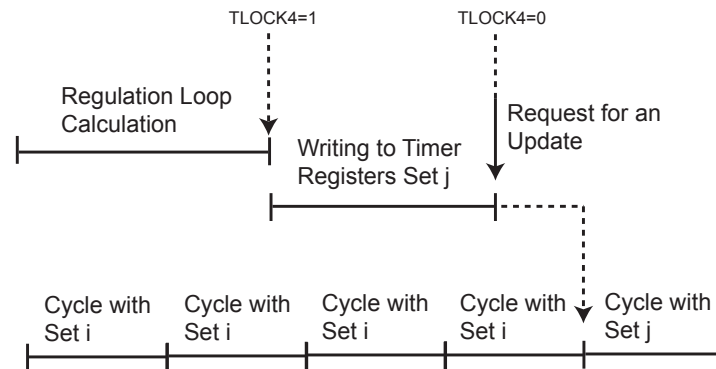 TLOCK4=1
TLOCK4=0
Regulation Loop
Calculation
Request for an
Update
Writing to Timer
Registers Set j
Cycle with
Set i
Cycle with
Set i
Cycle with
Set i
Cycle with
Set i
Cycle with
Set j